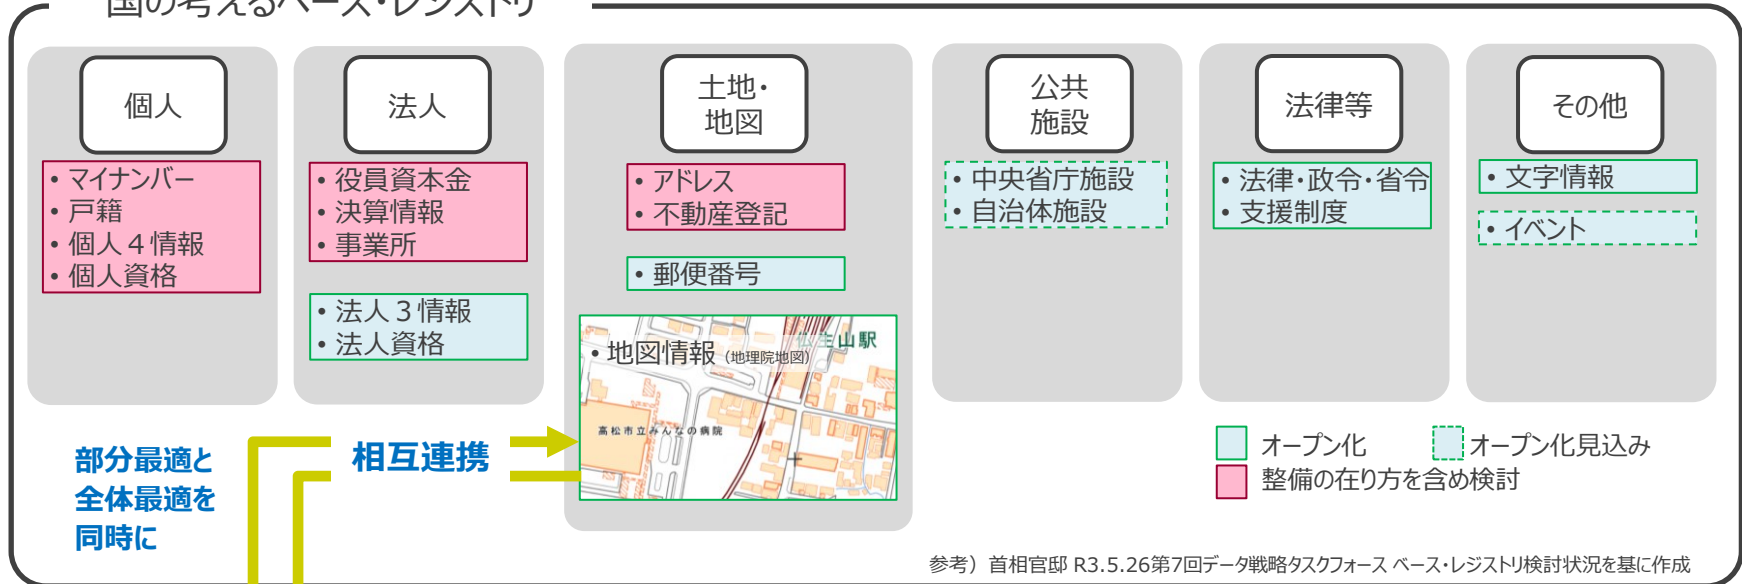 国の考えるベース・レジストリ
個人
・マイナンバー
・戸籍
・個人４情報
・個人資格
法人
・役員資本金
・決算情報
・事業所
・法人３情報
・法人資格
土地・
地図
・アドレス
・不動産登記
・郵便番号
・地図情報（地理院地図）
仏生山駅
高松市立みんなの病院
公共
施設
・中央省庁施設
・自治体施設
法律等
・法律・政令・省令
・支援制度
その他
・文字情報
・イベント
部分最適と
全体最適を
同時に
相互連携
オープン化
オープン化見込み
整備の在り方を含め検討
参考）首相官邸 R3.5.26第7回データ戦略タスクフォース ベース・レジストリ検討状況を基に作成